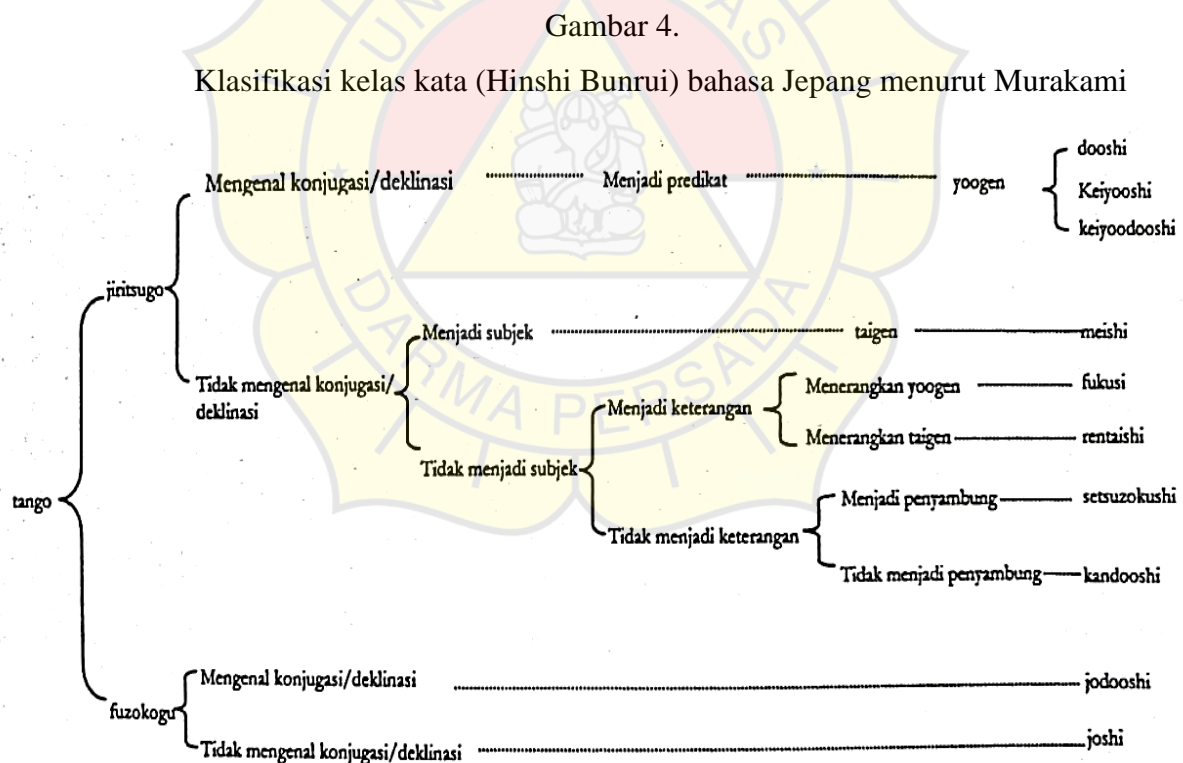 Gambar 4.
Klasifikasi kelas kata (Hinshi Bunrui) bahasa Jepang menurut Murakami
tango
jiritsugo
Mengenal konjugasi/deklinasi
Menjadi predikat
yoogen
dooshi
Keiyooshi
keiyoodooshi
Tidak mengenal konjugasi/
deklinasi
Menjadi subjek
taigen
meishi
Tidak menjadi subjek
Menjadi keterangan
Menerangkan yoogen
fukusi
Menerangkan taigen
rentaishi
Tidak menjadi keterangan
Menjadi penyambung
setsuzokushi
Tidak menjadi penyambung
kandooshi
fuzokogu
Mengenal konjugasi/deklinasi
jodooshi
Tidak mengenal konjugasi/deklinasi
joshi
DARMA PERSADA